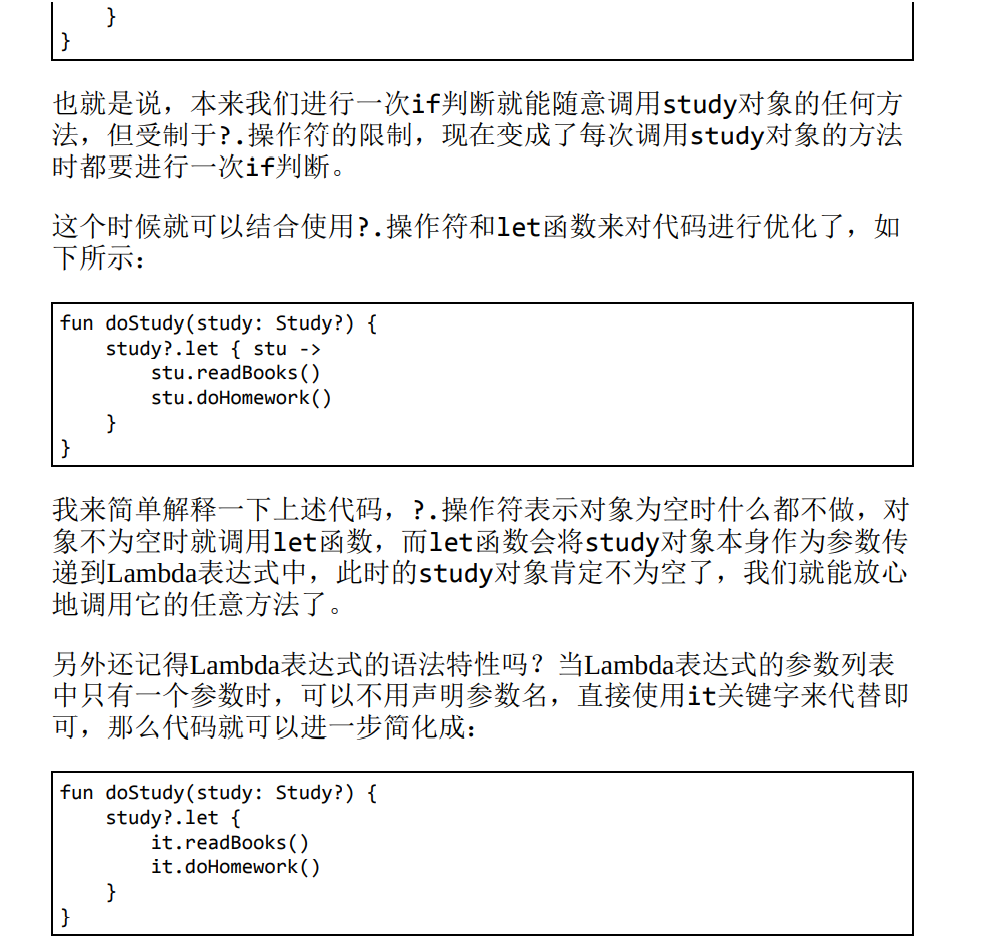 }
}
也就是说，本来我们进行一次if判断就能随意调用study对象的任何方
法，但受制于?.操作符的限制，现在变成了每次调用study对象的方法
时都要进行一次if判断。
这个时候就可以结合使用?.操作符和let函数来对代码进行优化了，如
下所示：
fun doStudy(study: Study?) {
    study?.let { stu ->
        stu.readBooks()
        stu.doHomework()
    }
}
我来简单解释一下上述代码，?.操作符表示对象为空时什么都不做，对
象不为空时就调用let函数，而let函数会将study对象本身作为参数传
递到Lambda表达式中，此时的study对象肯定不为空了，我们就能放心
地调用它的任意方法了。
另外还记得Lambda表达式的语法特性吗？当Lambda表达式的参数列表
中只有一个参数时，可以不用声明参数名，直接使用it关键字来代替即
可，那么代码就可以进一步简化成：
fun doStudy(study: Study?) {
    study?.let {
        it.readBooks()
        it.doHomework()
    }
}